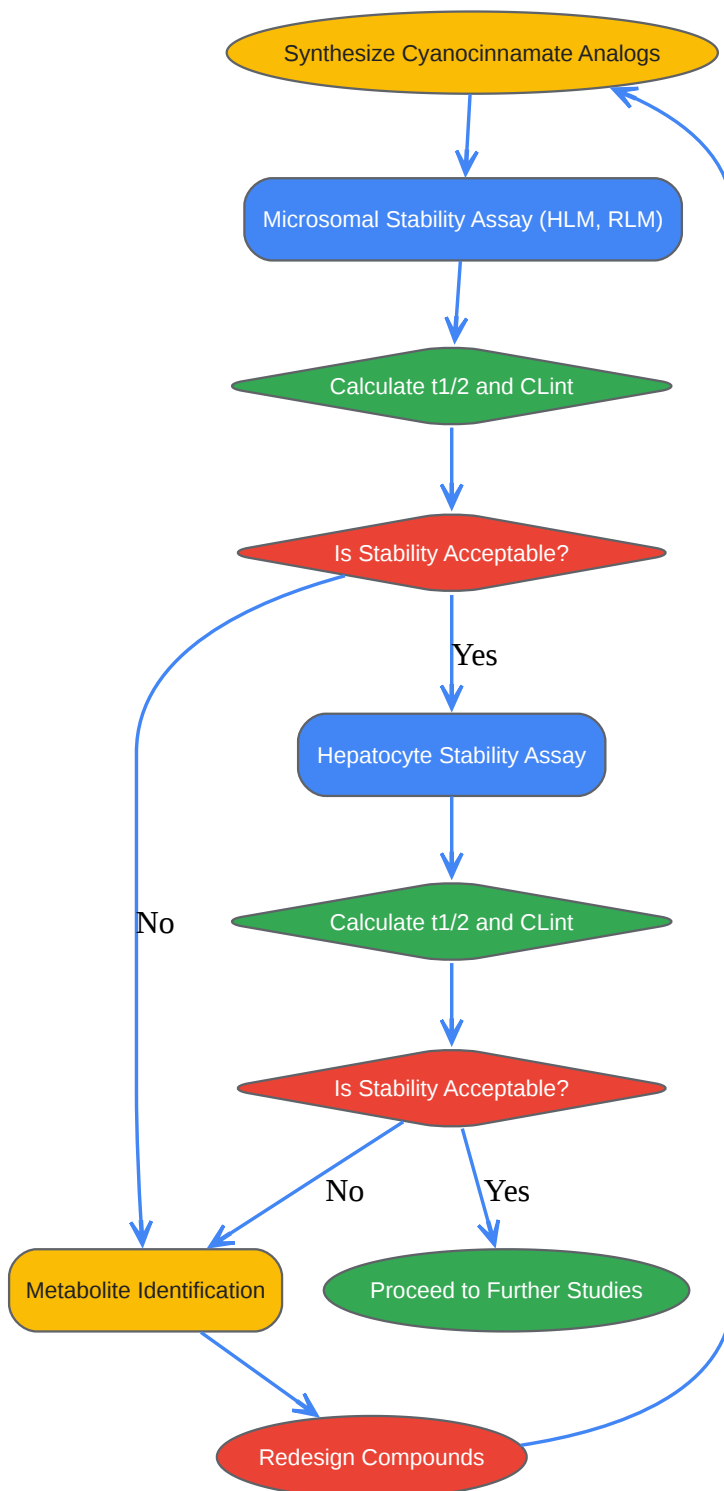 Synthesize Cyanocinnamate Analogs
Microsomal Stability Assay (HLM, RLM)
Calculate t1/2 and CLint
Is Stability Acceptable?
Yes
Hepatocyte Stability Assay
No
Calculate t1/2 and CLint
Is Stability Acceptable?
No
Yes
Metabolite Identification
Proceed to Further Studies
Redesign Compounds